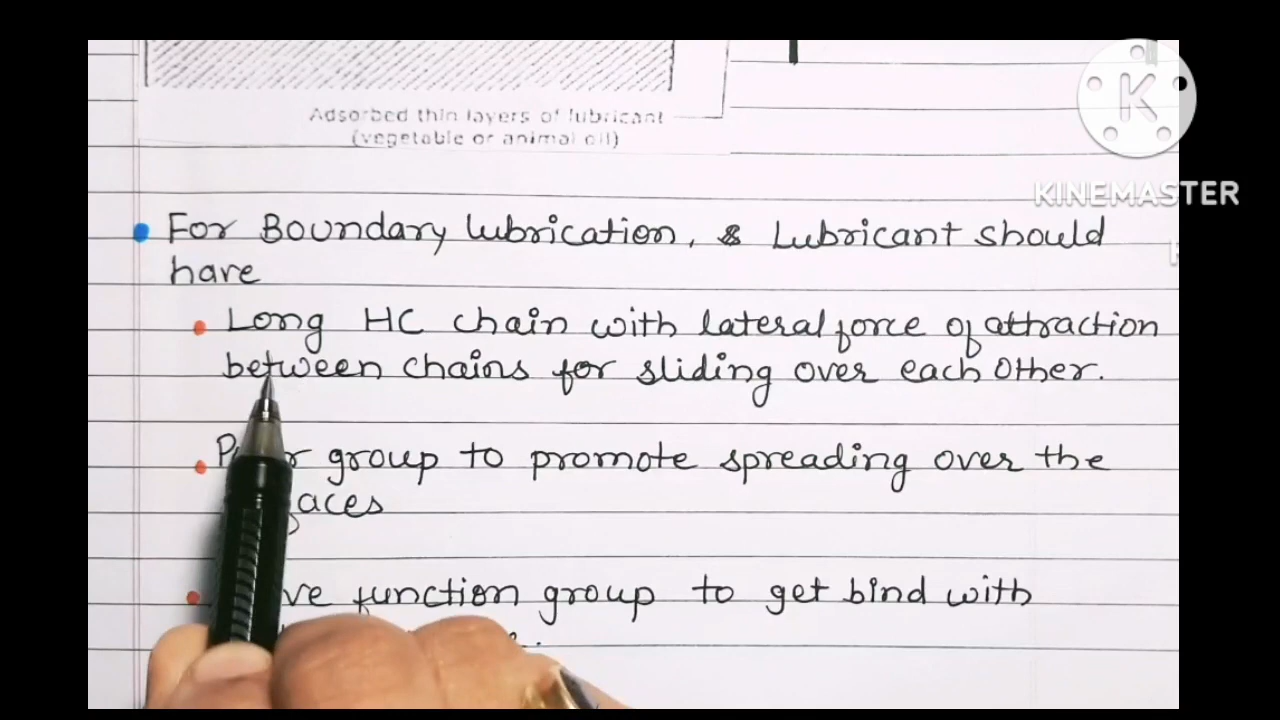 Adsorbed thin layers of lubricant
(vegetable or animal oil)
KINEMASTER
For Boundary lubrication, & Lubricant should
have
Long HC chain with lateral force of attraction
between chains for sliding over each other.
group to promote spreading over the
function group to get bind with